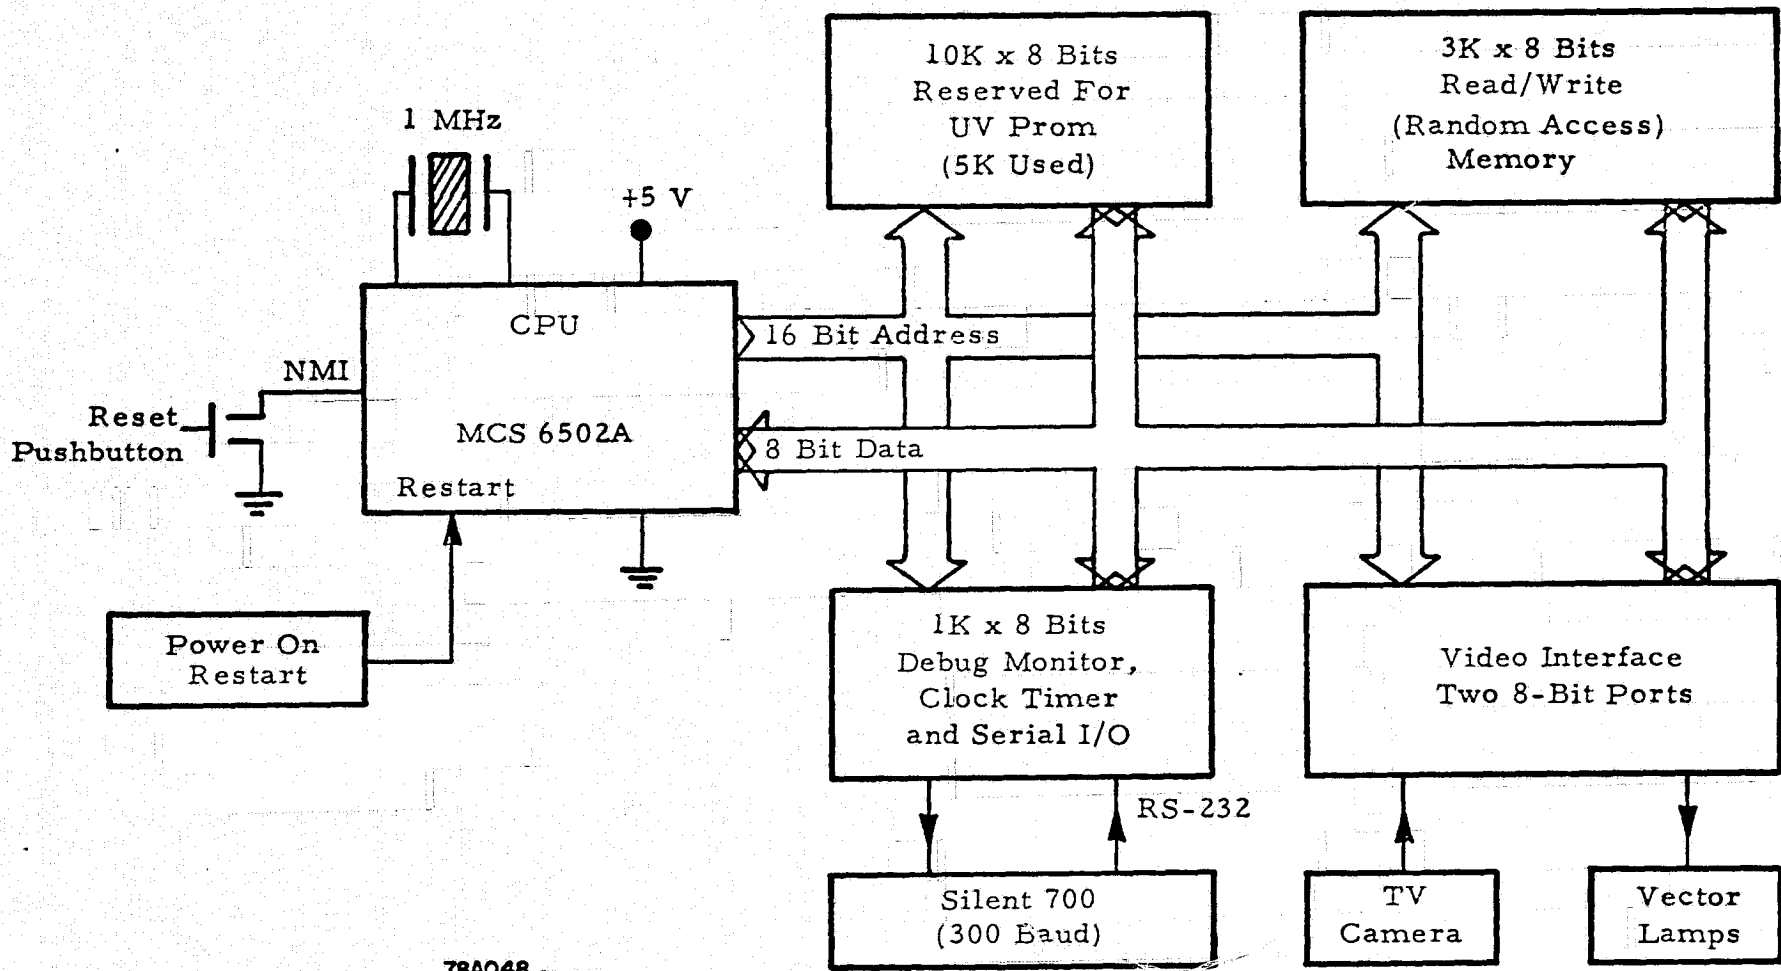 10K x 8 Bits
Reserved For
UV Prom
(5K Used)
3K x 8 Bits
Read/Write
(Random Access)
Memory
1 MHz
+5 V
CPU
16 Bit Address
NMI
Reset
Pushbutton
MCS 6502A
8 Bit Data
Restart
Power On
Restart
1K x 8 Bits
Debug Monitor,
Clock Timer
and Serial I/O
Video Interface
Two 8-Bit Ports
RS-232
Silent 700
(300 Baud)
TV
Camera
Vector
Lamps
78A048